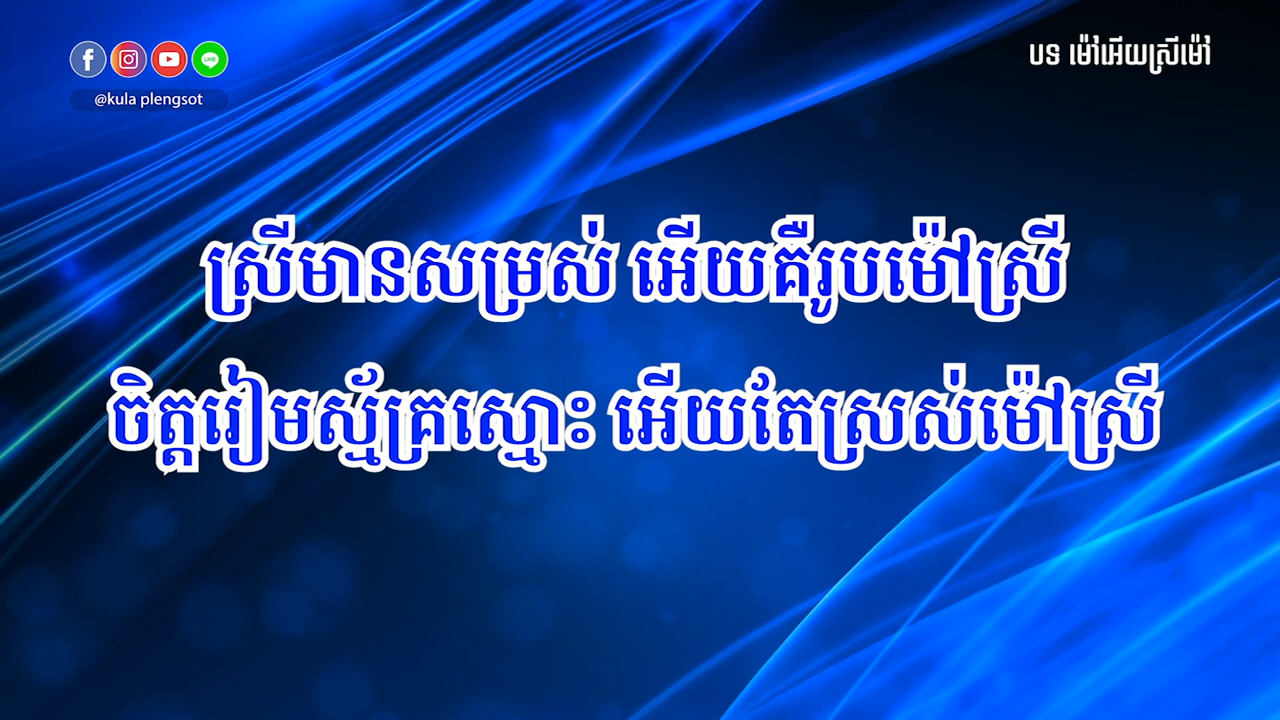 @kula plengsot
បទ ម៉ៅអើយស្រីម៉ៅ
ស្រីមានសម្រស់ អើយគឺរូបម៉ៅស្រី
ចិត្តរៀមស្ម័គ្រស្មោះ អើយតែស្រស់ម៉ៅស្រី